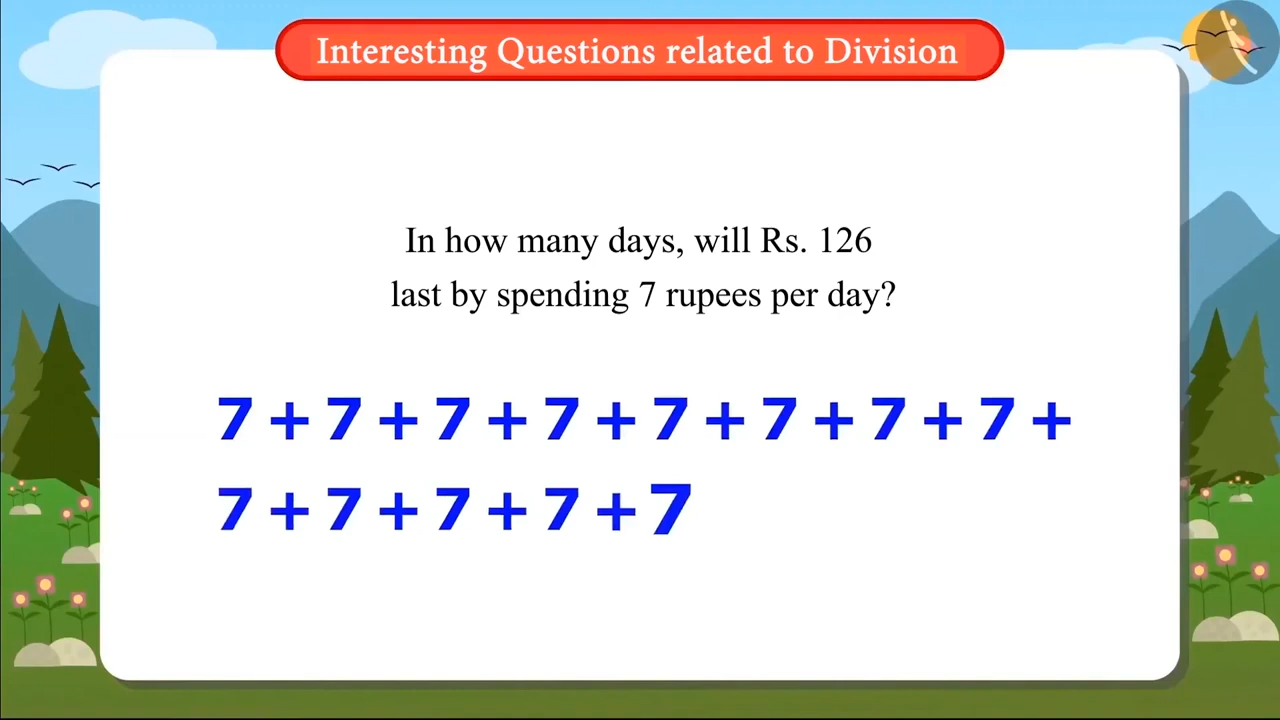 Interesting Questions related to Division
In how many days, will Rs. 126
last by spending 7 rupees per day?
7 + 7 + 7 + 7 + 7 + 7 + 7 + 7 +
7 + 7 + 7 + 7 + 7